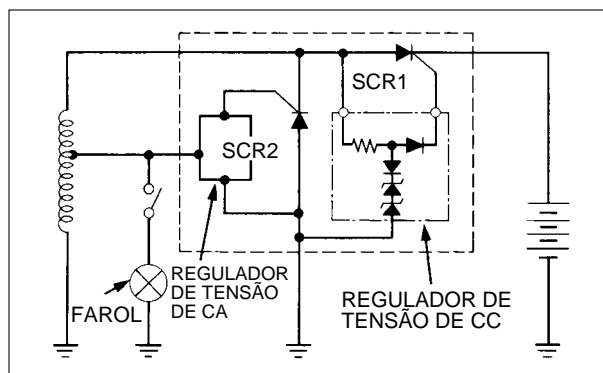 SCR1
SCR2
FAROL
REGULADOR
DE TENSÃO
DE CA
REGULADOR DE
TENSÃO DE CC